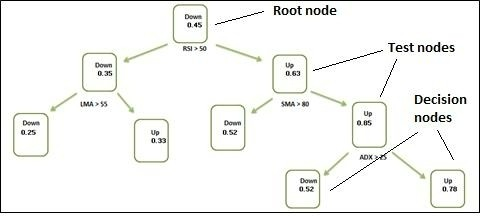 Down
0.45
Root node
RSI > 50
Test nodes
Down
0.35
Up
0.63
LMA > 55
SMA > 80
Decision
nodes
Down
0.25
Up
0.33
Down
0.52
Up
0.85
ADX > 25
Down
0.52
Up
0.78